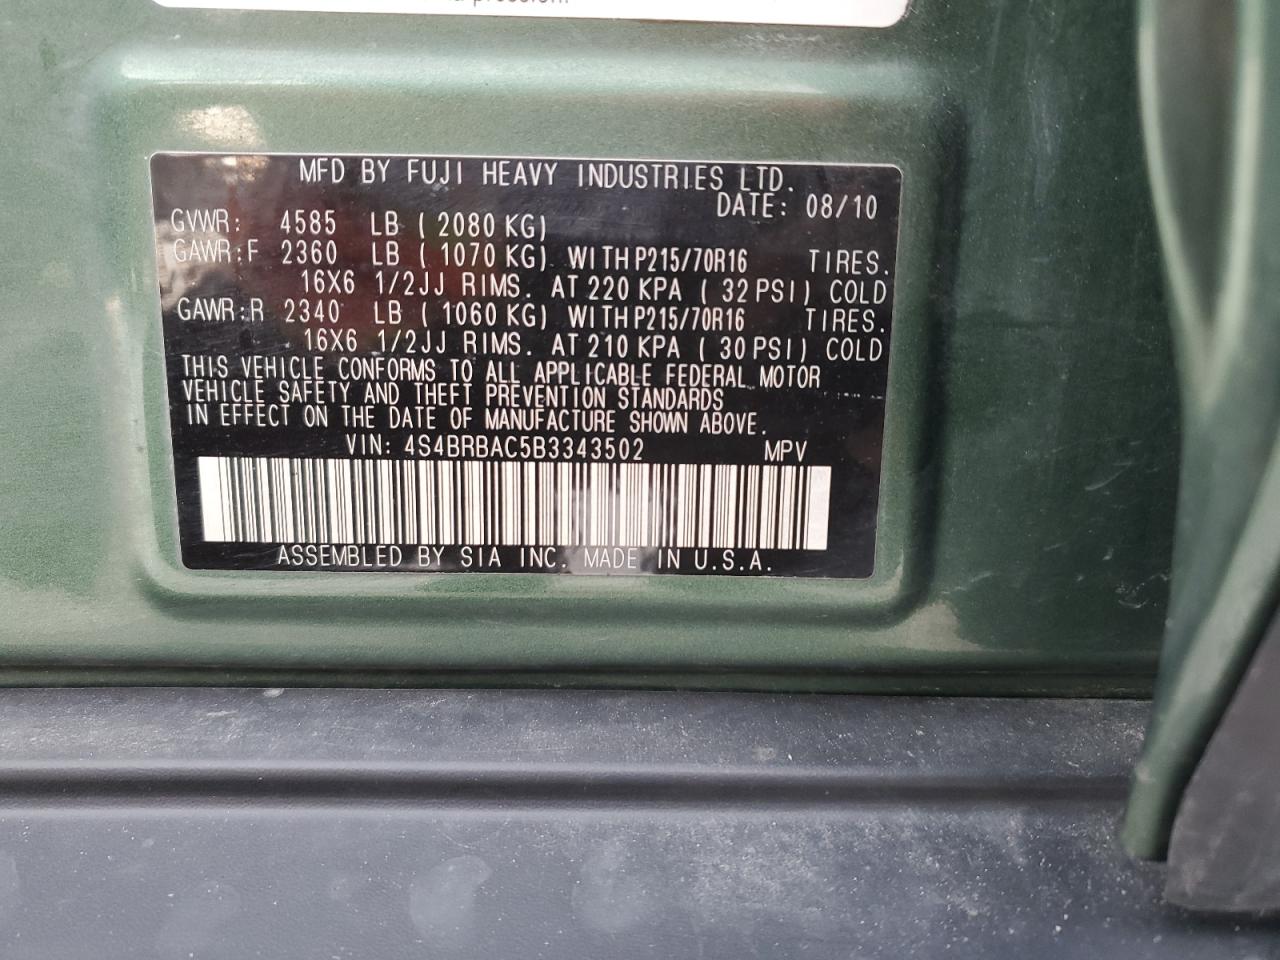 MFD BY FUJI HEAVY INDUSTRIES LTD.
DATE: 08/10
GVWR: 4585 LB ( 2080 KG)
GAWR:F 2360 LB ( 1070 KG) WITH P215/70R16 TIRES.
16X6 1/2JJ RIMS. AT 220 KPA ( 32 PSI) COLD
GAWR:R 2340 LB ( 1060 KG) WITH P215/70R16 TIRES.
16X6 1/2JJ RIMS. AT 210 KPA ( 30 PSI) COLD
THIS VEHICLE CONFORMS TO ALL APPLICABLE FEDERAL MOTOR
VEHICLE SAFETY AND THEFT PREVENTION STANDARDS
IN EFFECT ON THE DATE OF MANUFACTURE SHOWN ABOVE.
VIN: 4S4BRBAC5B3343502 MPV
ASSEMBLED BY SIA INC. MADE IN U.S.A.